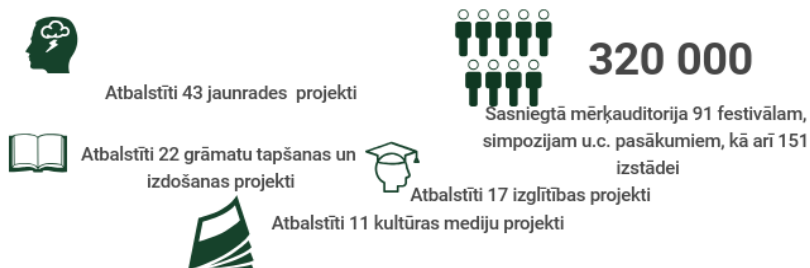 320 000
Atbalstīti 43 jaunrades projekti
Sasniegtā mērķauditorija 91 festivālam,
simpozijam u.c. pasākumiem, kā arī 151
izstādei
Atbalstīti 22 grāmatu tapšanas un
izdošanas projekti
Atbalstīti 17 izglītības projekti
Atbalstīti 11 kultūras mediju projekti